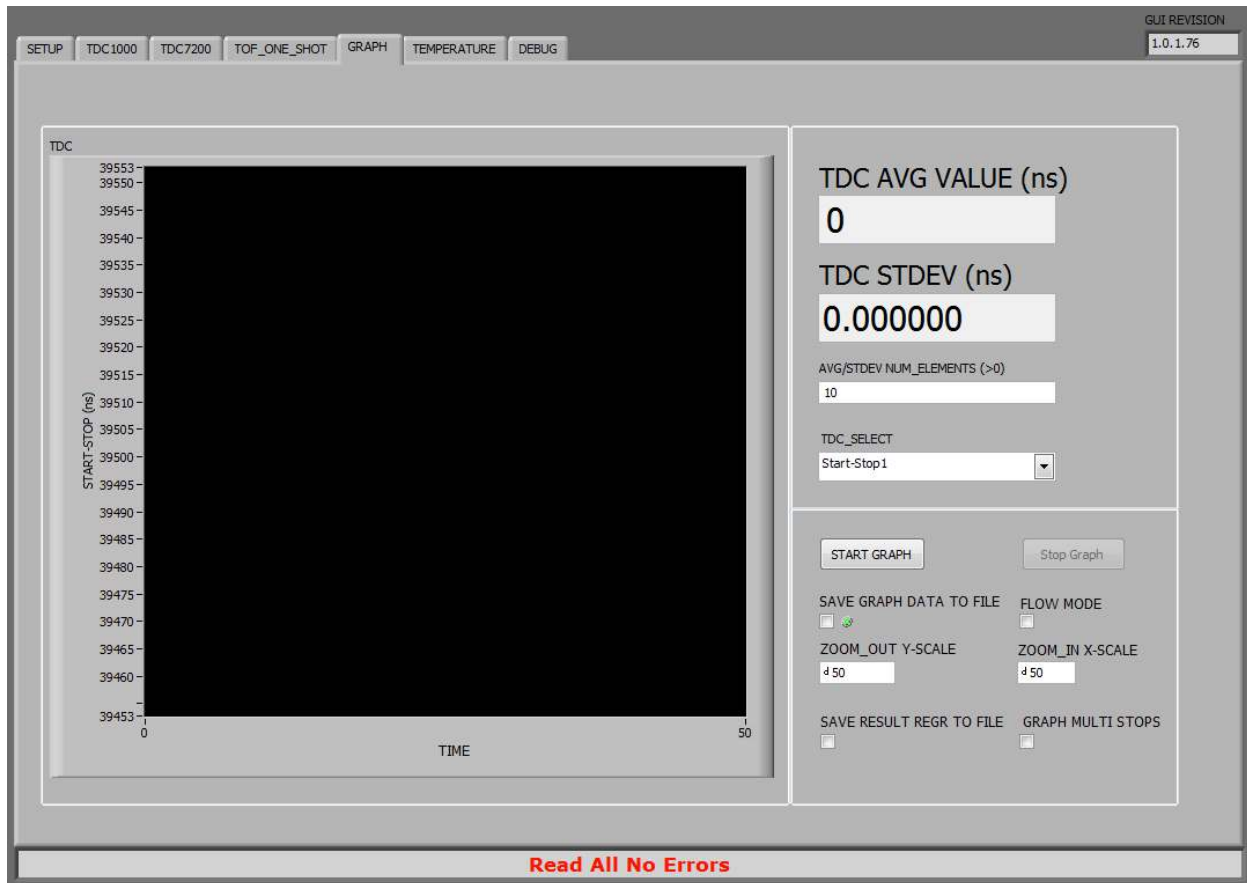 GUI REVISION
1.0.1.76
SETUP TDC1000 TDC7200 TOF_ONE_SHOT GRAPH TEMPERATURE DEBUG
TDC
39553
39550
39545
39540
39535
39530
39525
39520
39515
39510
39505
39500
39495
39490
39485
39480
39475
39470
39465
39460
39453
START-STOP (ns)
0 50
TIME
TDC AVG VALUE (ns)
0
TDC STDEV (ns)
0.000000
AVG/STDEV NUM_ELEMENTS (>0)
10
TDC_SELECT
Start-Stop1
START GRAPH Stop Graph
SAVE GRAPH DATA TO FILE FLOW MODE
ZOOM_OUT Y-SCALE ZOOM_IN X-SCALE
d 50 d 50
SAVE RESULT REGR TO FILE GRAPH MULTI STOPS
Read All No Errors